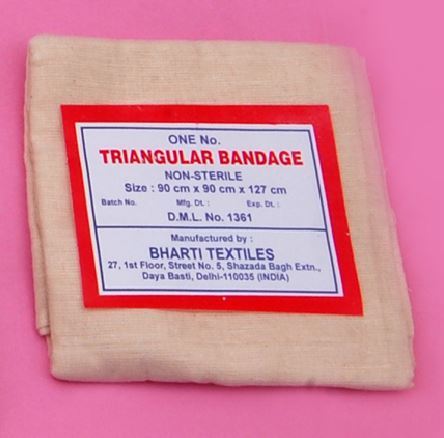 ONE No.
TRIANGULAR BANDAGE
NON-STERILE
Size : 90 cm x 90 cm x 127 cm
Batch No. Mfg. Dt. : Exp. Dt. :
D.M.L. No. 1361
Manufactured by :
BHARTI TEXTILES
27, 1st Floor, Street No. 5, Shazada Bagh Extn.,
Daya Basti, Delhi-110035 (INDIA)